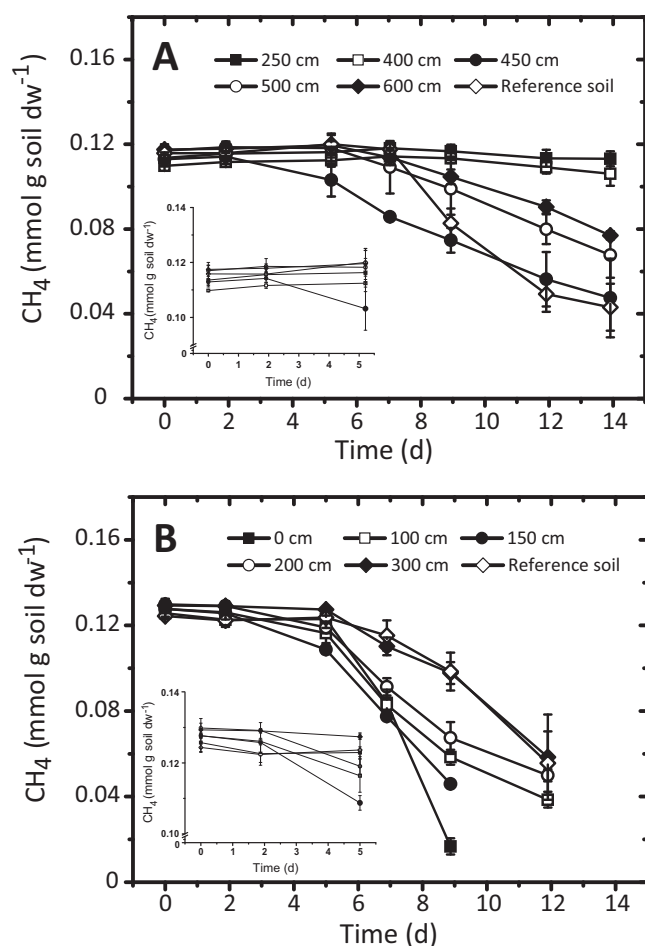 A
250 cm 400 cm 450 cm
500 cm 600 cm Reference soil
CH4 (mmol g soil dw-1)
0.16
0.12
0.08
0.04
0
CH4 (mmol g soil dw-1)
0.14
0.12
0.10
0
0 1 2 3 4 5
Time (d)
0 2 4 6 8 10 12 14
Time (d)
B
0 cm 100 cm 150 cm
200 cm 300 cm Reference soil
CH4 (mmol g soil dw-1)
0.16
0.12
0.08
0.04
0
CH4 (mmol g soil dw-1)
0.14
0.12
0.10
0
0 1 2 3 4 5
Time (d)
0 2 4 6 8 10 12 14
Time (d)